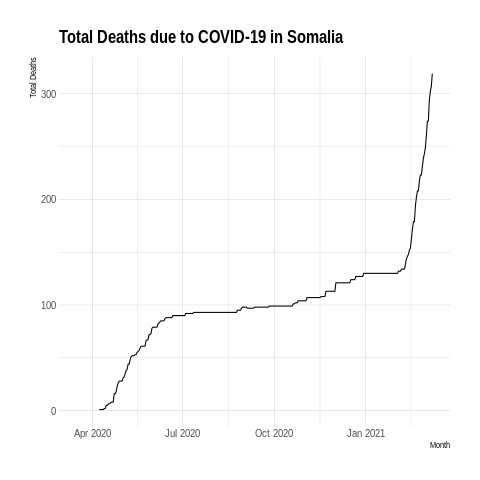 Total Deaths due to COVID-19 in Somalia
Total Deaths
300
200
100
0
Apr 2020 Jul 2020 Oct 2020 Jan 2021
Month